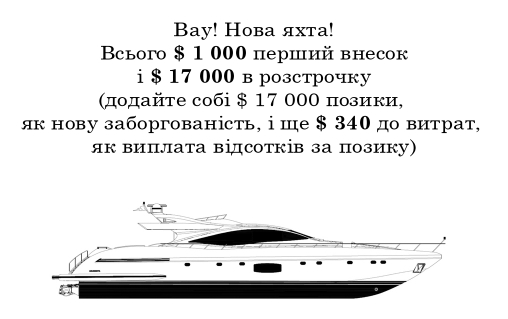 Вау! Нова яхта!
Всього $ 1 000 перший внесок
і $ 17 000 в розстрочку
(додайте собі $ 17 000 позики,
як нову заборгованість, і ще $ 340 до витрат,
як виплата відсотків за позику)